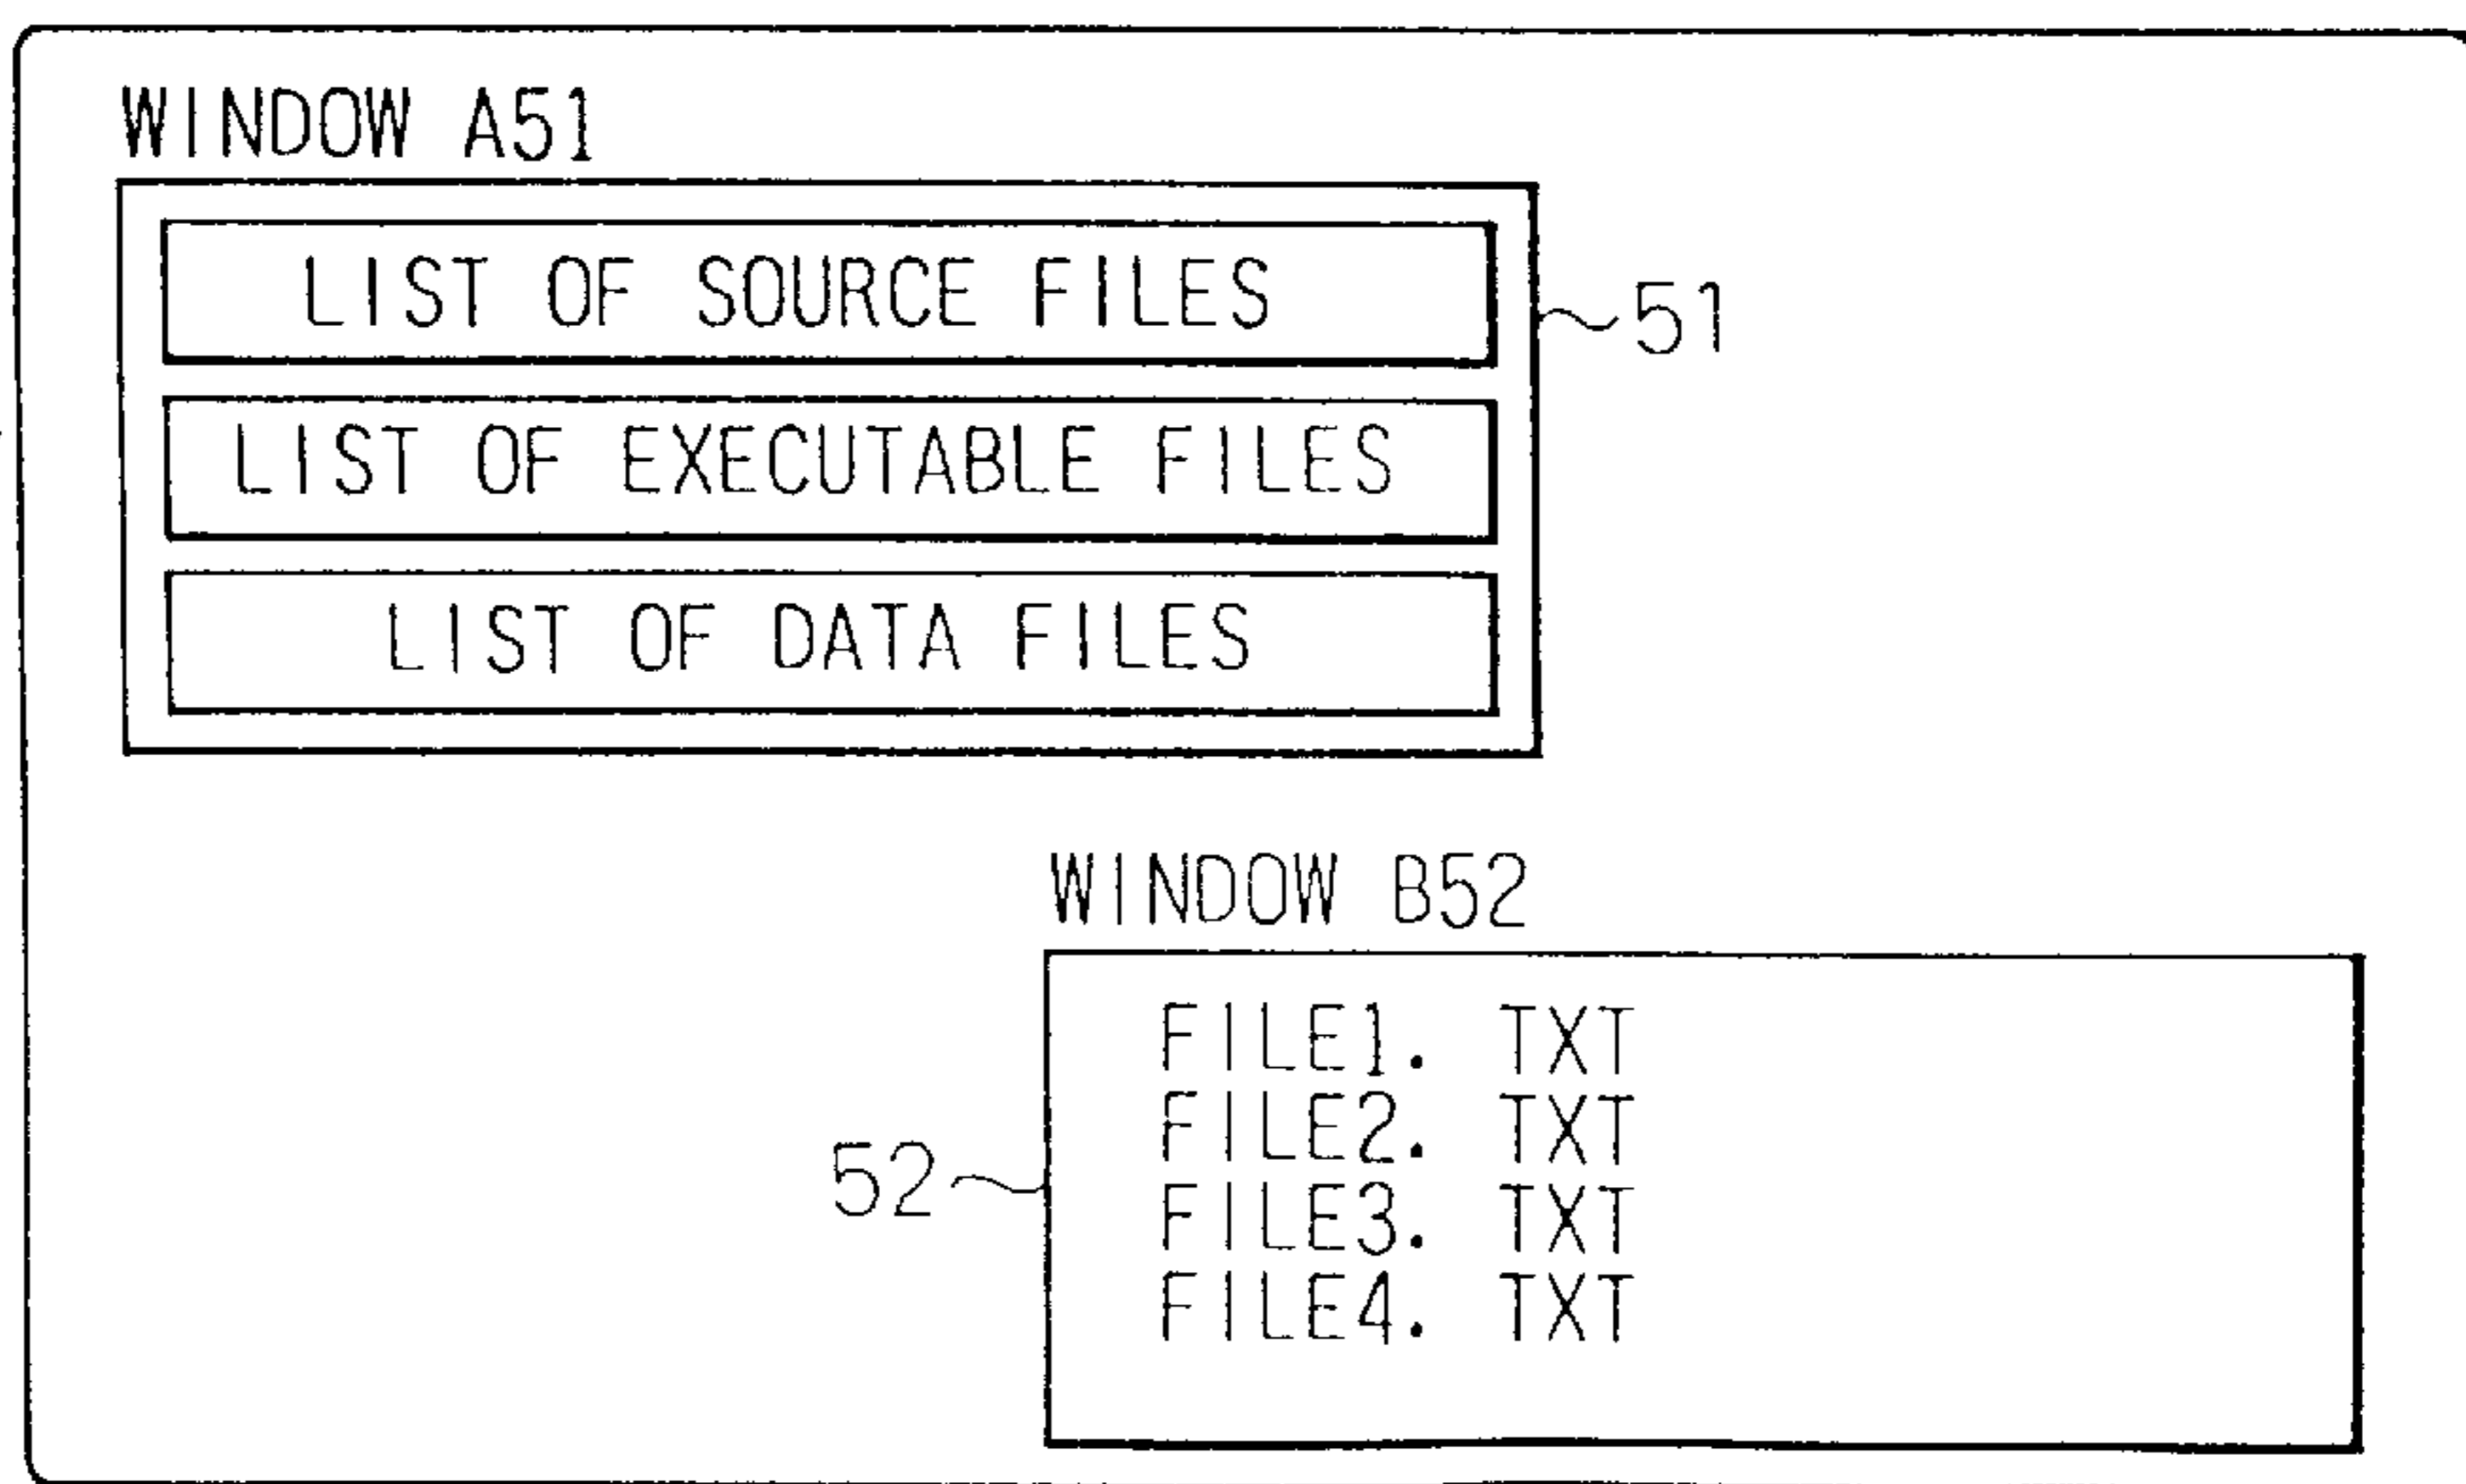 WINDOW A51
LIST OF SOURCE FILES
51
LIST OF EXECUTABLE FILES
LIST OF DATA FILES
WINDOW B52
FILE1. TXT
FILE2. TXT
52
FILE3. TXT
FILE4. TXT